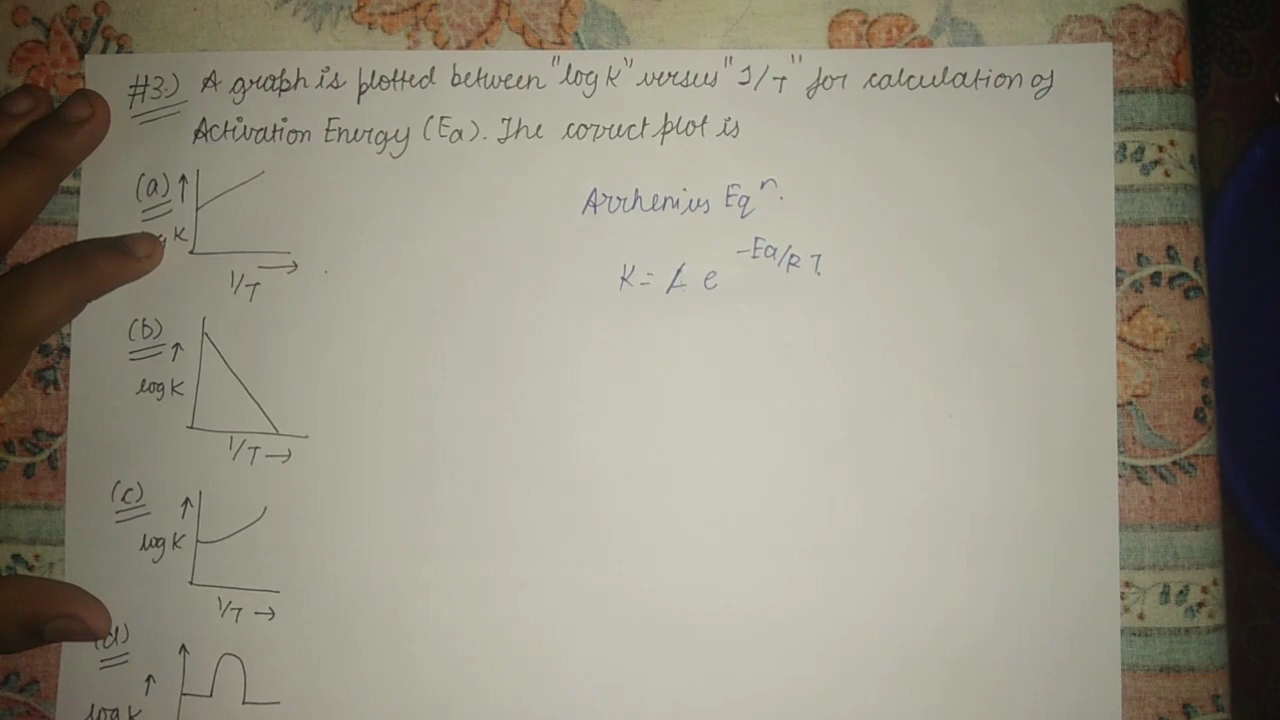 #3.) A graph is plotted between "log K" versus "1/T" for calculation of
Activation Energy (Ea). The correct plot is
(a)
K
1/T
Arrhenius Eqn.
K = A e -Ea/RT.
(b)
log K
1/T
(c)
log K
1/T
(d)
log K